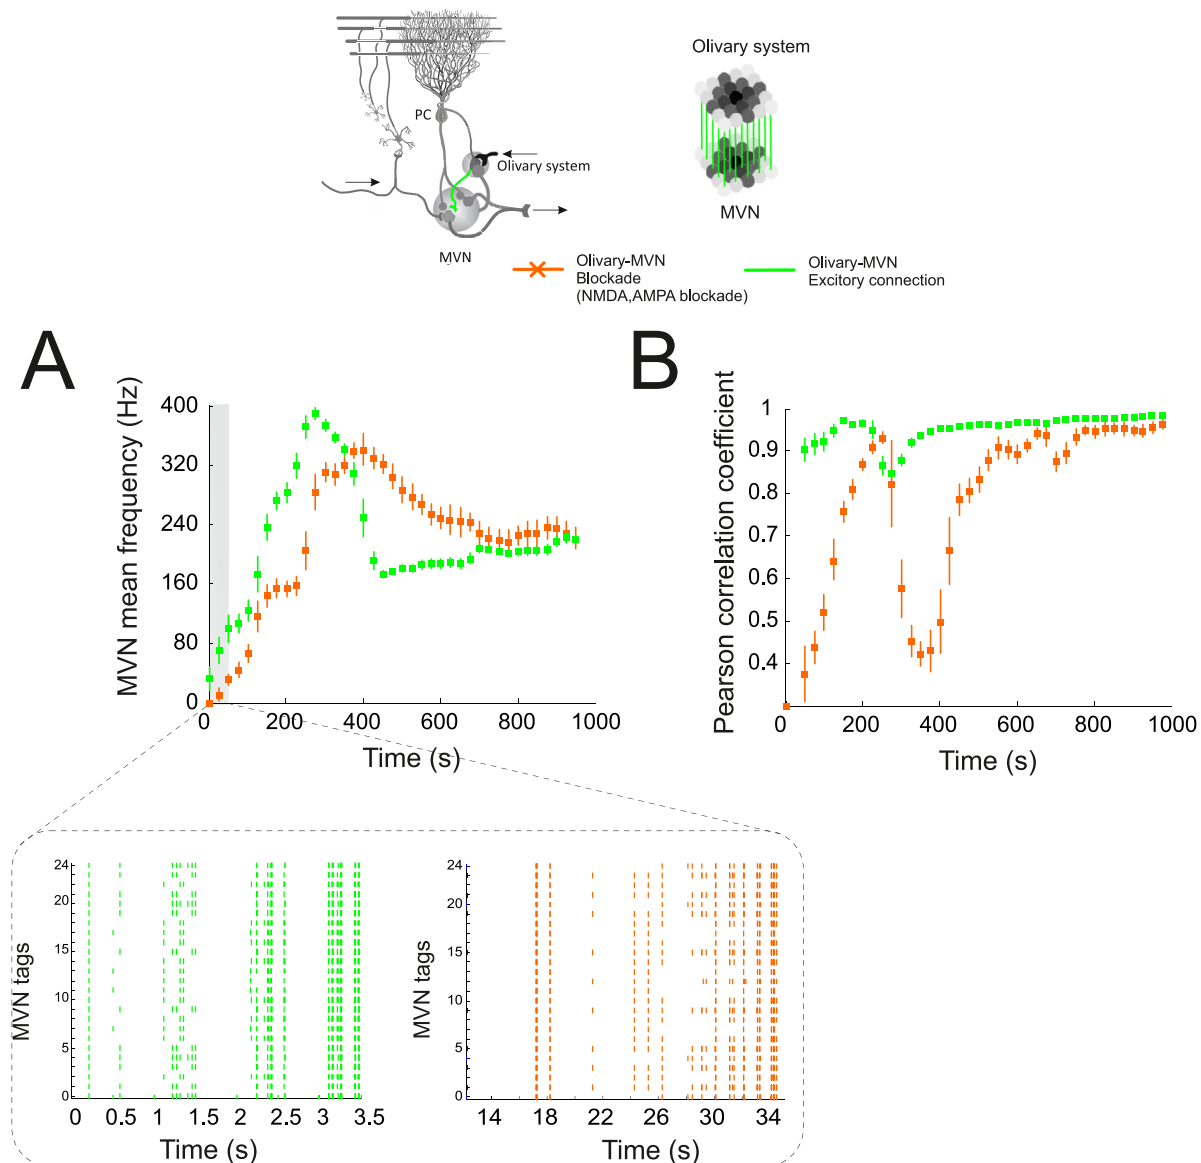 Olivary system
PC
Olivary system
MVN
MVN
Olivary-MVN
Blockade
(NMDA,AMPA blockade)
Olivary-MVN
Excitory connection
A
B
MVN mean frequency (Hz)
400
320
240
160
80
0
0 200 400 600 800 1000
Time (s)
Pearson correlation coefficient
1
0.9
0.8
0.7
0.6
0.5
0.4
0 200 400 600 800 1000
Time (s)
MVN tags
24
20
15
10
5
0
0 0.5 1 1.5 2 2.5 3 3.5
Time (s)
MVN tags
24
20
15
10
5
0
14 18 22 26 30 34
Time (s)